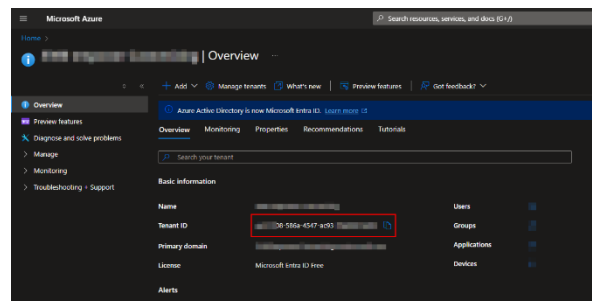 Microsoft Azure
Search resources, services, and docs (G+/)
Home >
| Overview ...
Add Manage tenants What's new Preview features Got feedback?
Overview
Preview features
Diagnose and solve problems
Manage
Monitoring
Troubleshooting + Support
Azure Active Directory is now Microsoft Entra ID. Learn more
Overview Monitoring Properties Recommendations Tutorials
Search your tenant
Basic information
Name Users
Tenant ID 08-586a-4547-ac93 Groups
Primary domain Applications
License Microsoft Entra ID Free Devices
Alerts